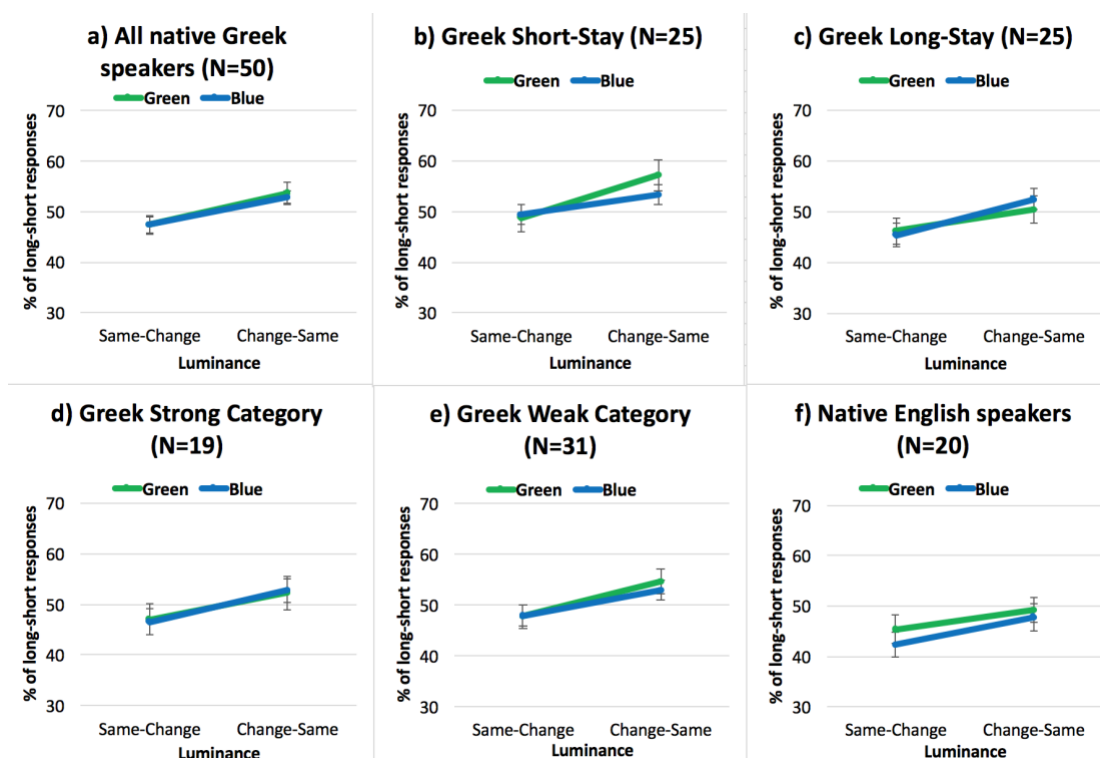 a) All native Greek
speakers (N=50)
Green Blue
% of long-short responses
70
60
50
40
30
Same-Change Change-Same
Luminance
b) Greek Short-Stay (N=25)
Green Blue
% of long-short responses
70
60
50
40
30
Same-Change Change-Same
Luminance
c) Greek Long-Stay (N=25)
Green Blue
% of long-short responses
70
60
50
40
30
Same-Change Change-Same
Luminance
d) Greek Strong Category
(N=19)
Green Blue
% of long-short responses
70
60
50
40
30
Same-Change Change-Same
Luminance
e) Greek Weak Category
(N=31)
Green Blue
% of long-short responses
70
60
50
40
30
Same-Change Change-Same
Luminance
f) Native English speakers
(N=20)
Green Blue
% of long-short responses
70
60
50
40
30
Same-Change Change-Same
Luminance